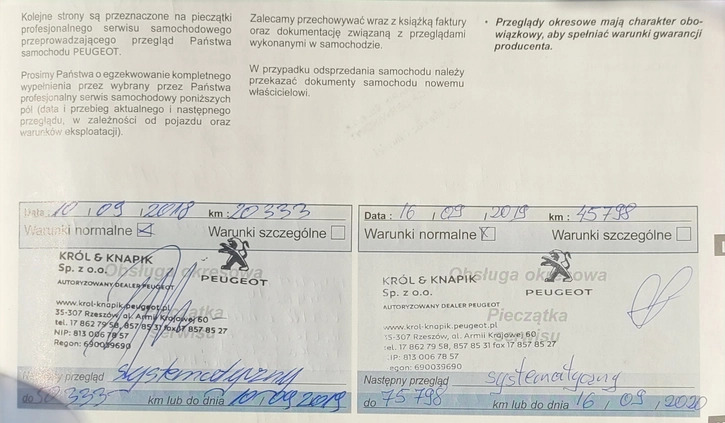 Kolejne strony są przeznaczone na pieczątki
profesjonalnego serwisu samochodowego
przeprowadzającego przegląd Państwa
samochodu PEUGEOT.
Prosimy Państwa o egzekwowanie kompletnego
wypełnienia przez wybrany przez Państwa
profesjonalny serwis samochodowy poniższych
pól (data i przebieg aktualnego i następnego
przeglądu, w zależności od pojazdu oraz
warunków eksploatacji).
Zalecamy przechowywać wraz z książką faktury
oraz dokumentację związaną z przeglądami
wykonanymi w samochodzie.
W przypadku odsprzedania samochodu należy
przekazać dokumenty samochodu nowemu
właścicielowi.
• Przeglądy okresowe mają charakter obo-
wiązkowy, aby spełniać warunki gwarancji
producenta.
Data : 10 , 09 , 2018 km : 20333
Warunki normalne ☒ Warunki szczególne ☐
Obsługa okresowa
Pieczątka
serwisu
KRÓL & KNAPIK
Sp. z o.o.
AUTORYZOWANY DEALER PEUGEOT
PEUGEOT
www.krol-knapik.peugeot.pl
35-307 Rzeszów, al. Armii Krajowej 60
tel. 17 862 79 58, 857 85 31 fax 17 857 85 27
NIP: 813 006 78 57
Regon: 690039690
Następny przegląd systematyczny
do 50 333 km lub do dnia 10 , 09 2019
Data : 16 , 09 , 2019 km : 45798
Warunki normalne ☒ Warunki szczególne ☐
Obsługa okresowa
Pieczątka
serwisu
KRÓL & KNAPIK
Sp. z o.o.
AUTORYZOWANY DEALER PEUGEOT
PEUGEOT
www.krol-knapik.peugeot.pl
35-307 Rzeszów, al. Armii Krajowej 60
tel. 17 862 79 58, 857 85 31 fax 17 857 85 27
NIP: 813 006 78 57
Regon: 690039690
Następny przegląd systematyczny
do 75798 km lub do dnia 16 , 09 , 2020